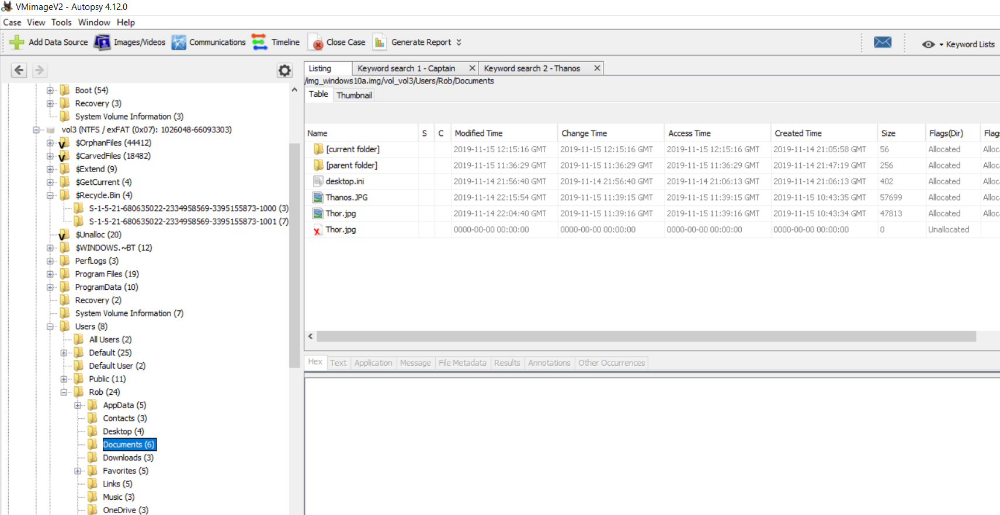 VMimageV2 - Autopsy 4.12.0
Case View Tools Window Help
Add Data Source Images/Videos Communications Timeline Close Case Generate Report Keyword Lists
Boot (54)
Recovery (3)
System Volume Information (3)
vol3 (NTFS / exFAT (0x07): 1026048-66093303)
$OrphanFiles (44412)
$CarvedFiles (18482)
$Extend (9)
$GetCurrent (4)
$Recycle.Bin (4)
S-1-5-21-680635022-2334958569-3395155873-1000 (3)
S-1-5-21-680635022-2334958569-3395155873-1001 (7)
$Unalloc (20)
$WINDOWS.~BT (12)
PerfLogs (3)
Program Files (19)
ProgramData (10)
Recovery (2)
System Volume Information (7)
Users (8)
All Users (2)
Default (25)
Default User (2)
Public (11)
Rob (24)
AppData (5)
Contacts (3)
Desktop (4)
Documents (6)
Downloads (3)
Favorites (5)
Links (5)
Music (3)
OneDrive (3)
Listing Keyword search 1 - Captain Keyword search 2 - Thanos
/img_windows10a.img/vol_vol3/Users/Rob/Documents
Table Thumbnail
Name S C Modified Time Change Time Access Time Created Time Size Flags(Dir) Flags
[current folder] 2019-11-15 12:15:16 GMT 2019-11-15 12:15:16 GMT 2019-11-15 12:15:16 GMT 2019-11-14 21:05:58 GMT 56 Allocated Alloc
[parent folder] 2019-11-15 11:36:29 GMT 2019-11-15 11:36:29 GMT 2019-11-15 11:36:29 GMT 2019-11-14 21:47:19 GMT 256 Allocated Alloc
desktop.ini 2019-11-14 21:56:40 GMT 2019-11-14 21:56:40 GMT 2019-11-14 21:06:13 GMT 2019-11-14 21:06:13 GMT 402 Allocated Alloc
Thanos.JPG 2019-11-14 22:15:54 GMT 2019-11-15 11:39:15 GMT 2019-11-15 11:39:15 GMT 2019-11-15 10:43:35 GMT 57699 Allocated Alloc
Thor.jpg 2019-11-14 22:04:40 GMT 2019-11-15 11:39:16 GMT 2019-11-15 11:39:16 GMT 2019-11-15 10:43:34 GMT 47813 Allocated Alloc
Thor.jpg 0000-00-00 00:00:00 0000-00-00 00:00:00 0000-00-00 00:00:00 0000-00-00 00:00:00 0 Unallocated
Hex Text Application Message File Metadata Results Annotations Other Occurrences